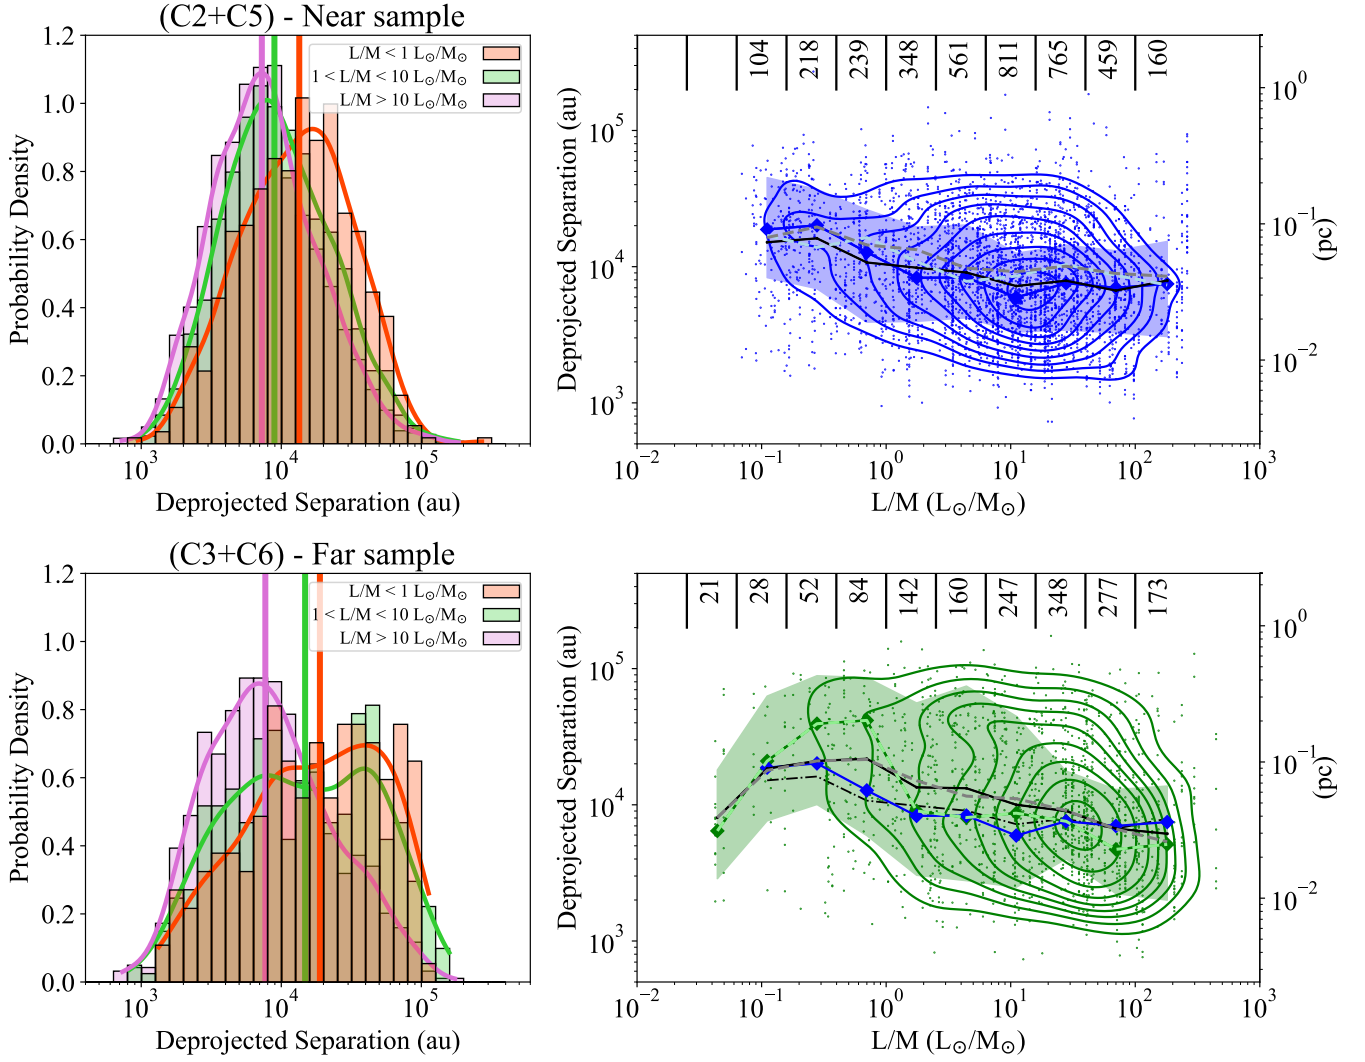 (C2+C5) - Near sample
1.2
1.0
0.8
0.6
0.4
0.2
0.0
Probability Density
L/M < 1 L⊙/M⊙
1 < L/M < 10 L⊙/M⊙
L/M > 10 L⊙/M⊙
10³ 10⁴ 10⁵
Deprojected Separation (au)
104 218 239 348 561 811 765 459 160
10⁵
10⁴
10³
Deprojected Separation (au)
10⁰
10⁻¹
10⁻²
(pc)
10⁻² 10⁻¹ 10⁰ 10¹ 10² 10³
L/M (L⊙/M⊙)
(C3+C6) - Far sample
1.2
1.0
0.8
0.6
0.4
0.2
0.0
Probability Density
L/M < 1 L⊙/M⊙
1 < L/M < 10 L⊙/M⊙
L/M > 10 L⊙/M⊙
10³ 10⁴ 10⁵
Deprojected Separation (au)
21 28 52 84 142 160 247 348 277 173
10⁵
10⁴
10³
Deprojected Separation (au)
10⁰
10⁻¹
10⁻²
(pc)
10⁻² 10⁻¹ 10⁰ 10¹ 10² 10³
L/M (L⊙/M⊙)